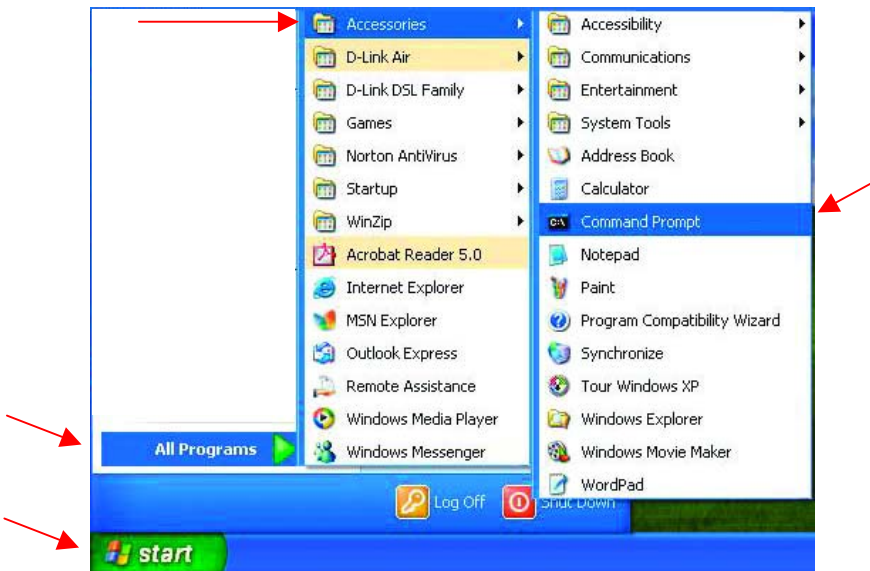 Accessories
D-Link Air
D-Link DSL Family
Games
Norton AntiVirus
Startup
WinZip
Acrobat Reader 5.0
Internet Explorer
MSN Explorer
Outlook Express
Remote Assistance
Windows Media Player
Windows Messenger
Accessibility
Communications
Entertainment
System Tools
Address Book
Calculator
C:\ Command Prompt
Notepad
Paint
Program Compatibility Wizard
Synchronize
Tour Windows XP
Windows Explorer
Windows Movie Maker
WordPad
All Programs
Log Off
Shut Down
start